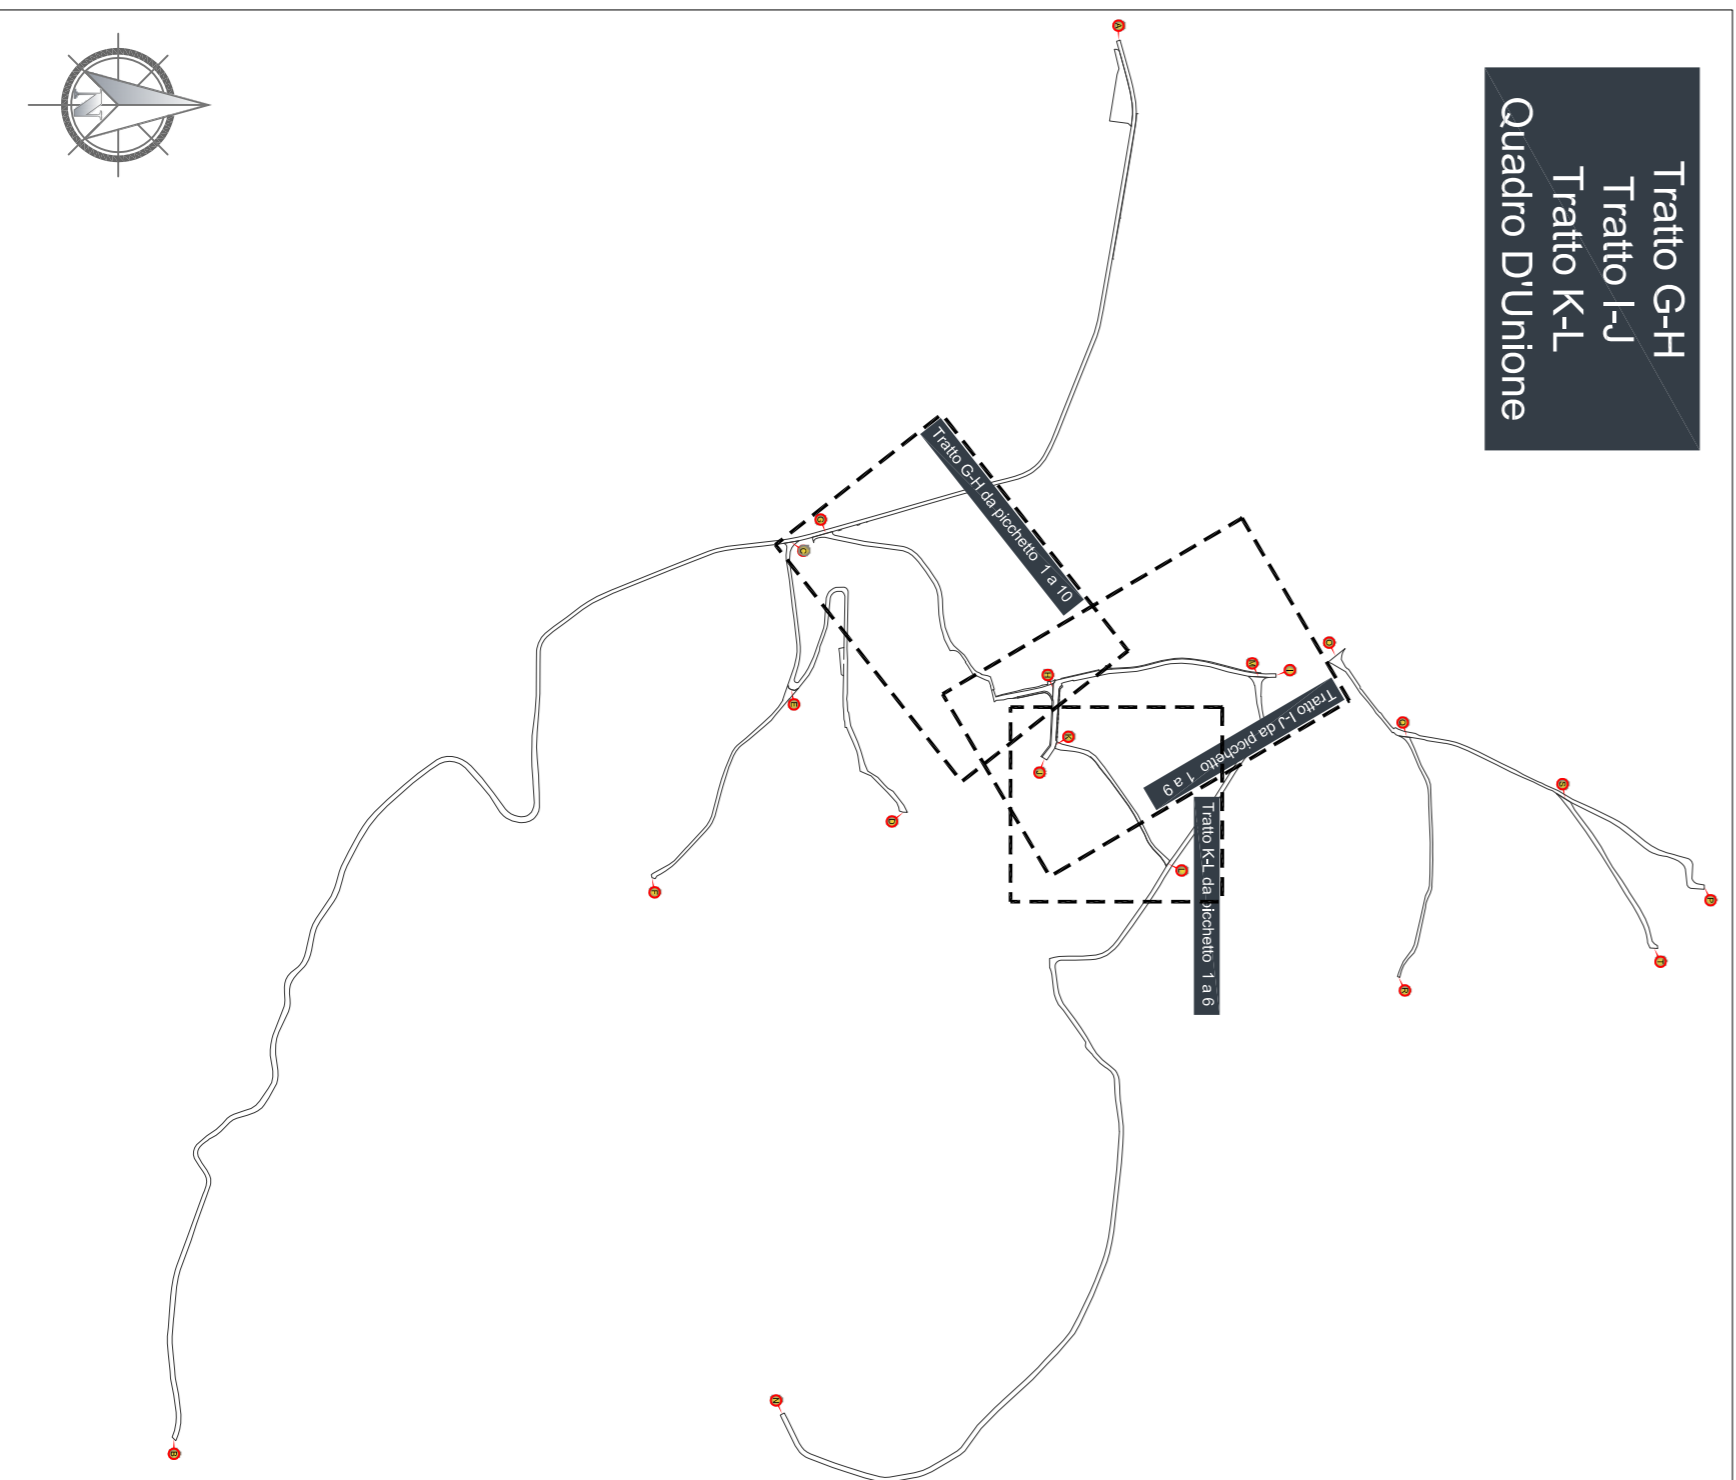 Tratto G-H
Tratto I-J
Tratto K-L
Quadro D'Unione
N
A
Tratto G-H da picchetto 1 a 10
G
C
H
M
I
O
Tratto I-J da picchetto 1 a 9
K
J
E
D
F
L
Tratto K-L da picchetto 1 a 6
Q
S
P
T
R
N
B